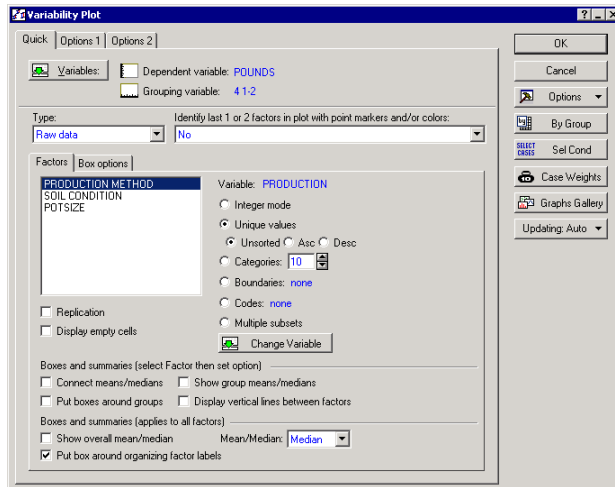 Variability Plot
Quick Options 1 Options 2
Variables: Dependent variable: POUNDS
Grouping variable: 4 1-2
Type: Identify last 1 or 2 factors in plot with point markers and/or colors:
Raw data No
Factors Box options
PRODUCTION METHOD
SOIL CONDITION
POTSIZE
Variable: PRODUCTION
Integer mode
Unique values
Unsorted Asc Desc
Categories: 10
Boundaries: none
Codes: none
Multiple subsets
Change Variable
Replication
Display empty cells
Boxes and summaries (select Factor then set option)
Connect means/medians Show group means/medians
Put boxes around groups Display vertical lines between factors
Boxes and summaries (applies to all factors)
Show overall mean/median Mean/Median: Median
Put box around organizing factor labels
OK
Cancel
Options
By Group
SELECT CASES Sel Cond
Case Weights
Graphs Gallery
Updating: Auto